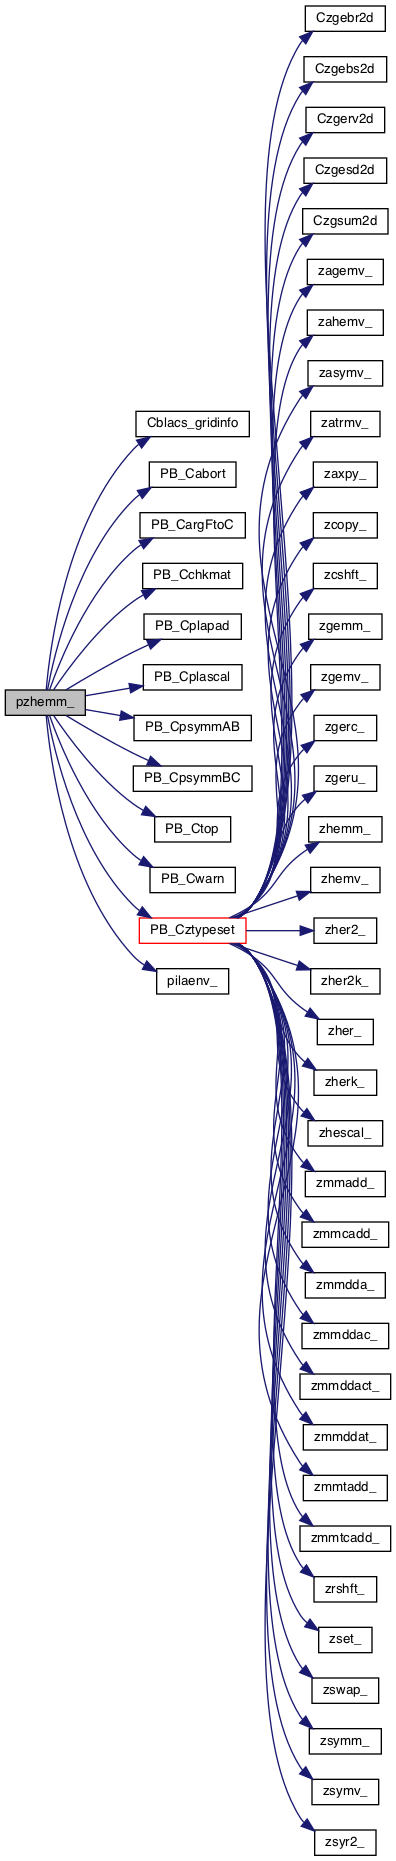 pzhemm_
Cblacs_gridinfo
PB_Cabort
PB_CargFtoC
PB_Cchkmat
PB_Cplapad
PB_Cplascal
PB_CpsymmAB
PB_CpsymmBC
PB_Ctop
PB_Cwarn
PB_Cztypeset
pilaenv_
Czgebr2d
Czgebs2d
Czgerv2d
Czgesd2d
Czgsum2d
zagemv_
zahemv_
zasymv_
zatrmv_
zaxpy_
zcopy_
zcshft_
zgemm_
zgemv_
zgerc_
zgeru_
zhemm_
zhemv_
zher2_
zher2k_
zher_
zherk_
zhescal_
zmmadd_
zmmcadd_
zmmdda_
zmmddac_
zmmddact_
zmmddat_
zmmtadd_
zmmtcadd_
zrshft_
zset_
zswap_
zsymm_
zsymv_
zsyr2_